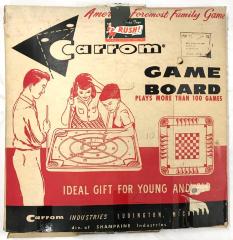 America's Foremost Family Game
RUSH!
Carrom
GAME
BOARD
PLAYS MORE THAN 100 GAMES
IDEAL GIFT FOR YOUNG AND
Carrom INDUSTRIES LUDINGTON, MICH
div. of SHAMPAINE Industries